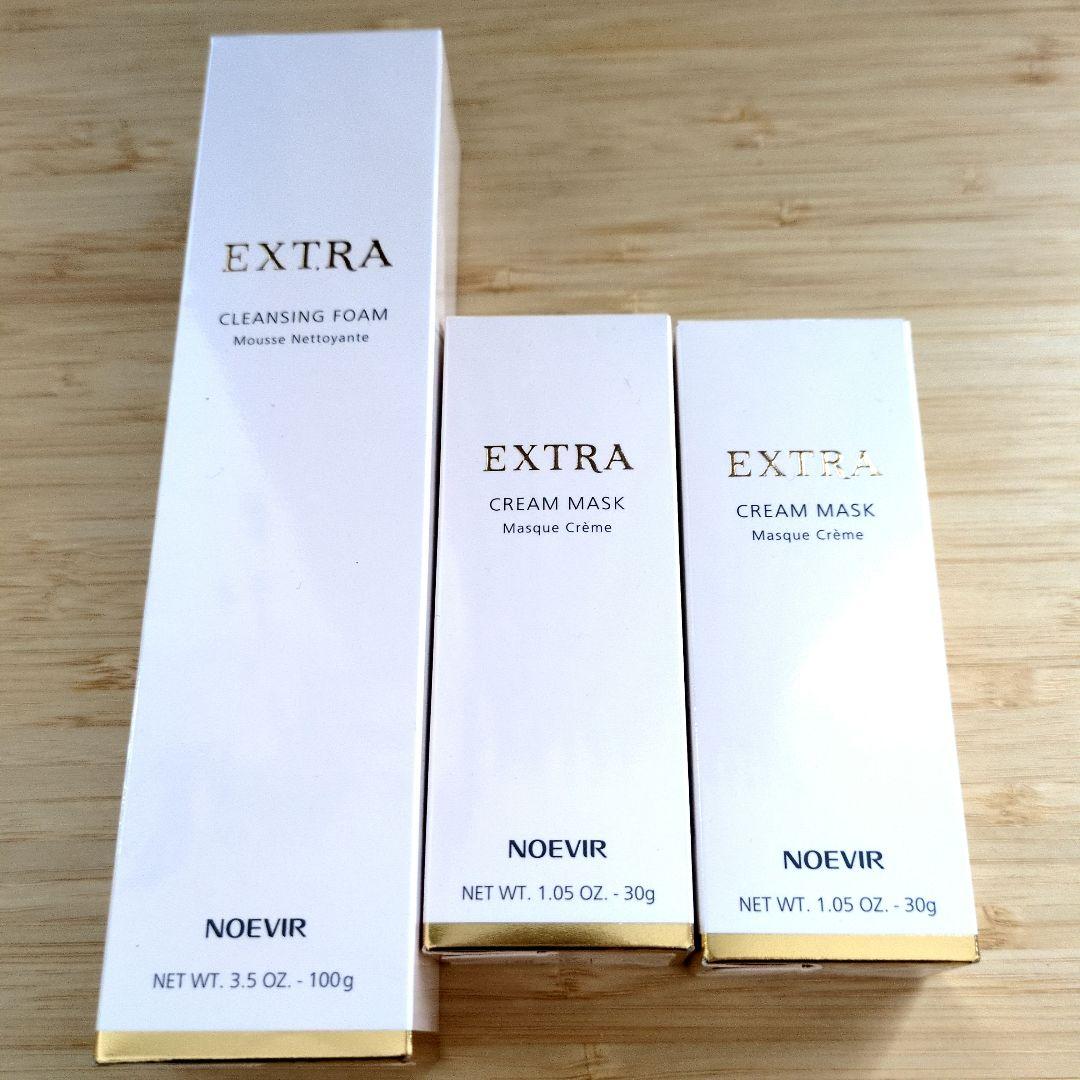 EXTRA
CLEANSING FOAM
Mousse Nettoyante
NOEVIR
NET WT. 3.5 OZ. - 100g
EXTRA
CREAM MASK
Masque Crème
NOEVIR
NET WT. 1.05 OZ. - 30g
EXTRA
CREAM MASK
Masque Crème
NOEVIR
NET WT. 1.05 OZ. - 30g